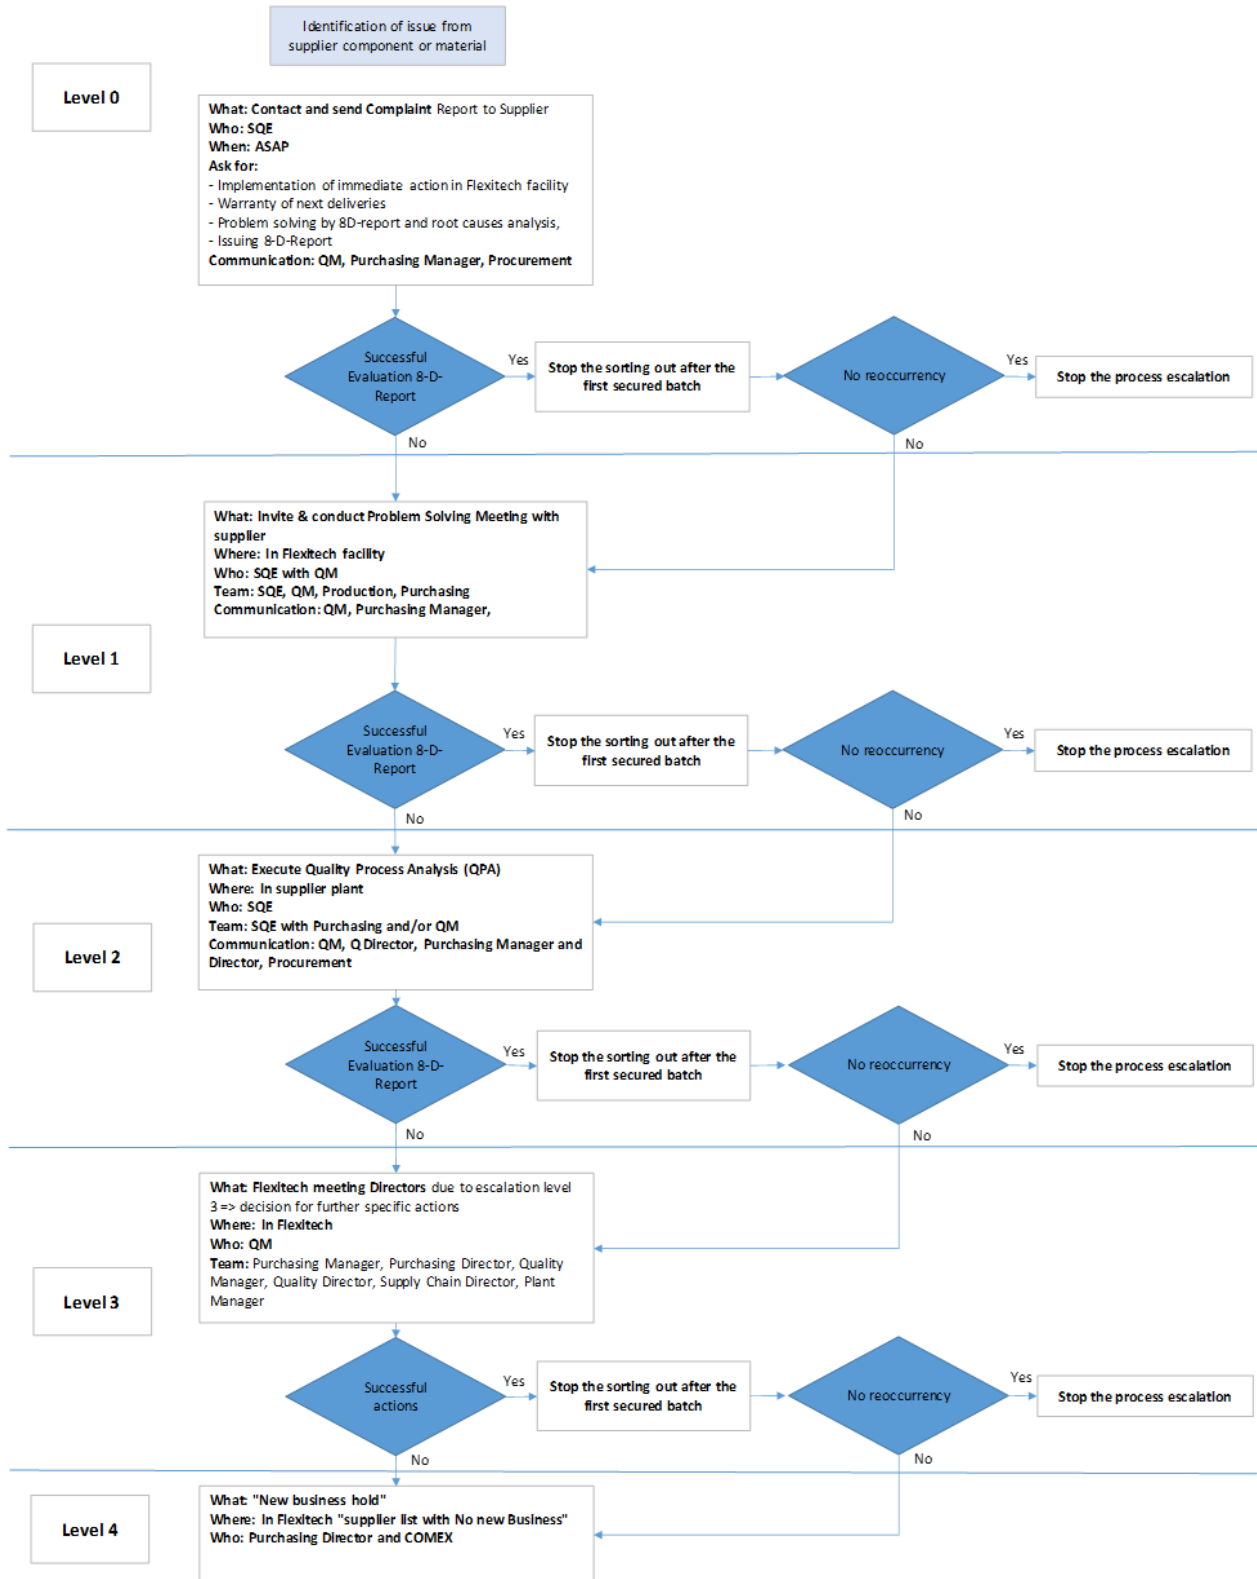 Identification of issue from
supplier component or material
Level 0
What: Contact and send Complaint Report to Supplier
Who: SQE
When: ASAP
Ask for:
- Implementation of immediate action in Flexitech facility
- Warranty of next deliveries
- Problem solving by 8D-report and root causes analysis,
- Issuing 8-D-Report
Communication: QM, Purchasing Manager, Procurement
Successful
Evaluation 8-D-
Report
Yes
Stop the sorting out after the
first secured batch
No reoccurrency
Yes
Stop the process escalation
No
No
What: Invite & conduct Problem Solving Meeting with
supplier
Where: In Flexitech facility
Who: SQE with QM
Team: SQE, QM, Production, Purchasing
Communication: QM, Purchasing Manager,
Level 1
Successful
Evaluation 8-D-
Report
Yes
Stop the sorting out after the
first secured batch
No reoccurrency
Yes
Stop the process escalation
No
No
What: Execute Quality Process Analysis (QPA)
Where: In supplier plant
Who: SQE
Team: SQE with Purchasing and/or QM
Communication: QM, Q Director, Purchasing Manager and
Director, Procurement
Level 2
Successful
Evaluation 8-D-
Report
Yes
Stop the sorting out after the
first secured batch
No reoccurrency
Yes
Stop the process escalation
No
No
What: Flexitech meeting Directors due to escalation level
3 => decision for further specific actions
Where: In Flexitech
Who: QM
Team: Purchasing Manager, Purchasing Director, Quality
Manager, Quality Director, Supply Chain Director, Plant
Manager
Level 3
Successful
actions
Yes
Stop the sorting out after the
first secured batch
No reoccurrency
Yes
Stop the process escalation
No
No
Level 4
What: "New business hold"
Where: In Flexitech "supplier list with No new Business"
Who: Purchasing Director and COMEX